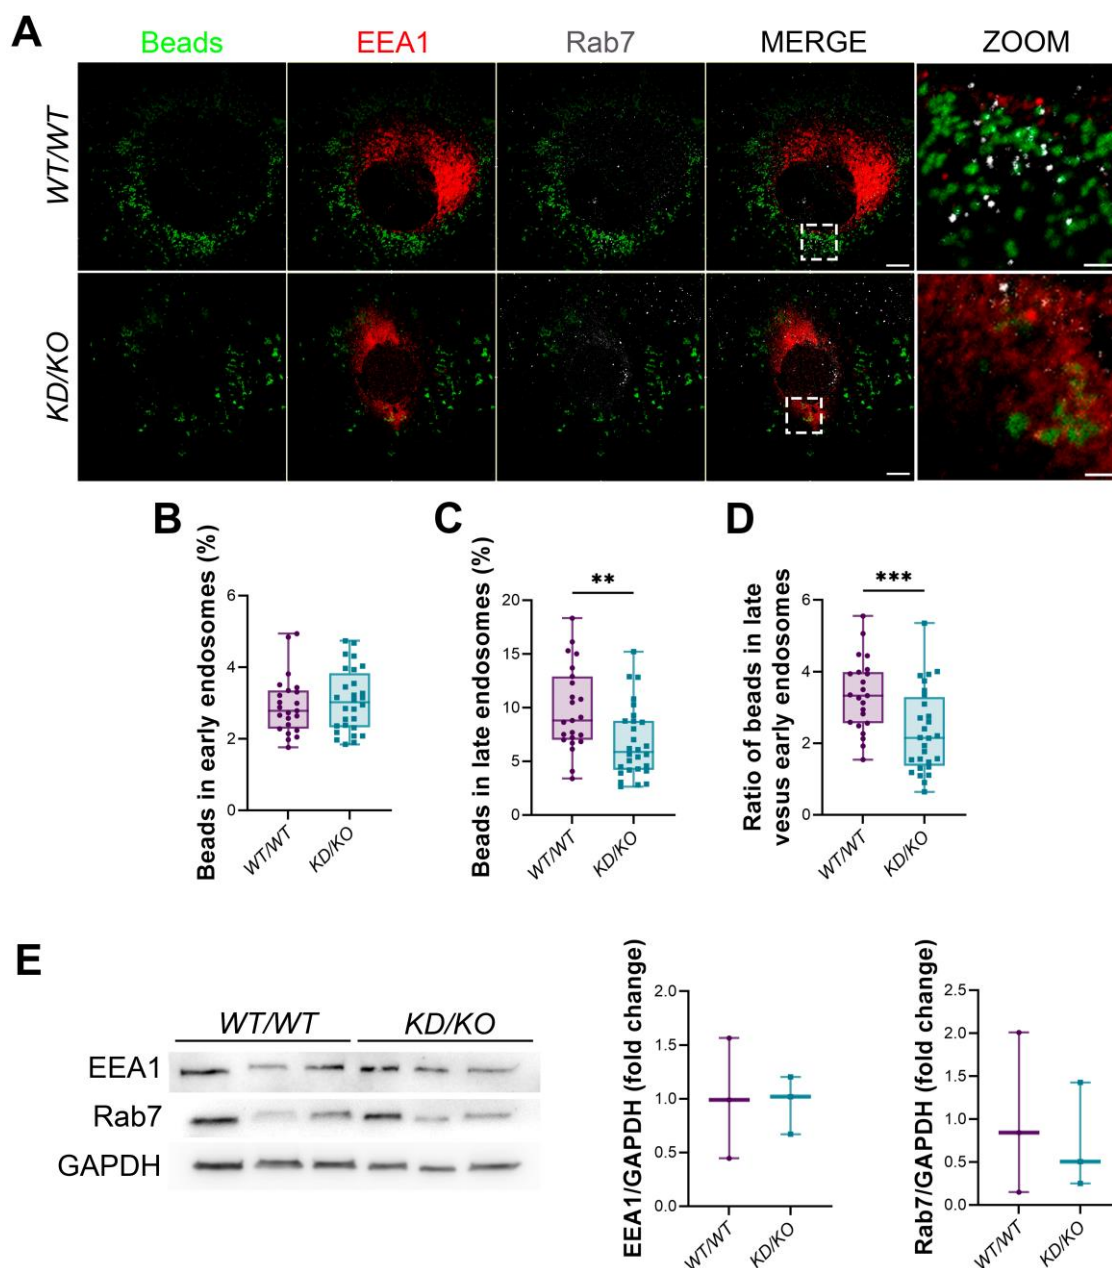 A
Beads
EEA1
Rab7
MERGE
ZOOM
WT/WT
KD/KO
B
Beads in early endosomes (%)
6
4
2
0
WT/WT
KD/KO
C
Beads in late endosomes (%)
20
15
10
5
0
**
WT/WT
KD/KO
D
Ratio of beads in late
vesus early endosomes
6
4
2
0
***
WT/WT
KD/KO
E
WT/WT
KD/KO
EEA1
Rab7
GAPDH
EEA1/GAPDH (fold change)
2.0
1.5
1.0
0.5
0.0
WT/WT
KD/KO
Rab7/GAPDH (fold change)
2.5
2.0
1.5
1.0
0.5
0.0
WT/WT
KD/KO